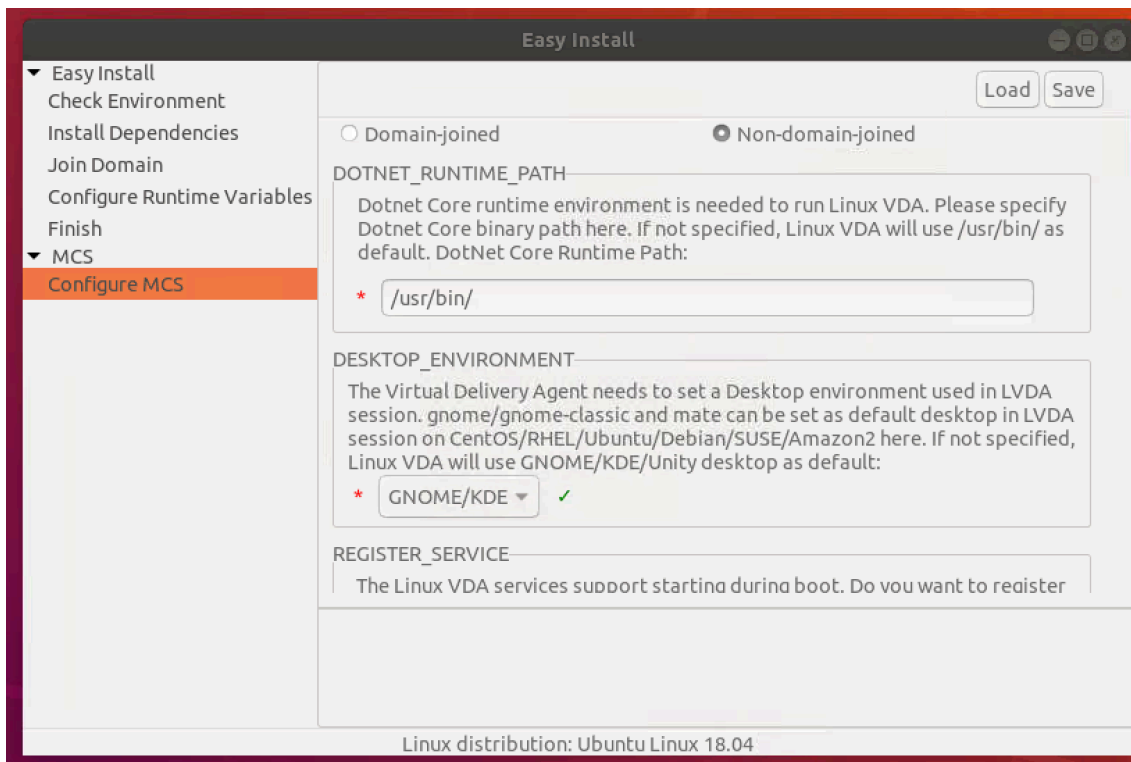 Easy Install
Easy Install
Check Environment
Install Dependencies
Join Domain
Configure Runtime Variables
Finish
MCS
Configure MCS
Load
Save
Domain-joined
Non-domain-joined
DOTNET_RUNTIME_PATH
Dotnet Core runtime environment is needed to run Linux VDA. Please specify
Dotnet Core binary path here. If not specified, Linux VDA will use /usr/bin/ as
default. DotNet Core Runtime Path:
* /usr/bin/
DESKTOP_ENVIRONMENT
The Virtual Delivery Agent needs to set a Desktop environment used in LVDA
session. gnome/gnome-classic and mate can be set as default desktop in LVDA
session on CentOS/RHEL/Ubuntu/Debian/SUSE/Amazon2 here. If not specified,
Linux VDA will use GNOME/KDE/Unity desktop as default:
* GNOME/KDE ✓
REGISTER_SERVICE
The Linux VDA services support starting during boot. Do you want to register
Linux distribution: Ubuntu Linux 18.04